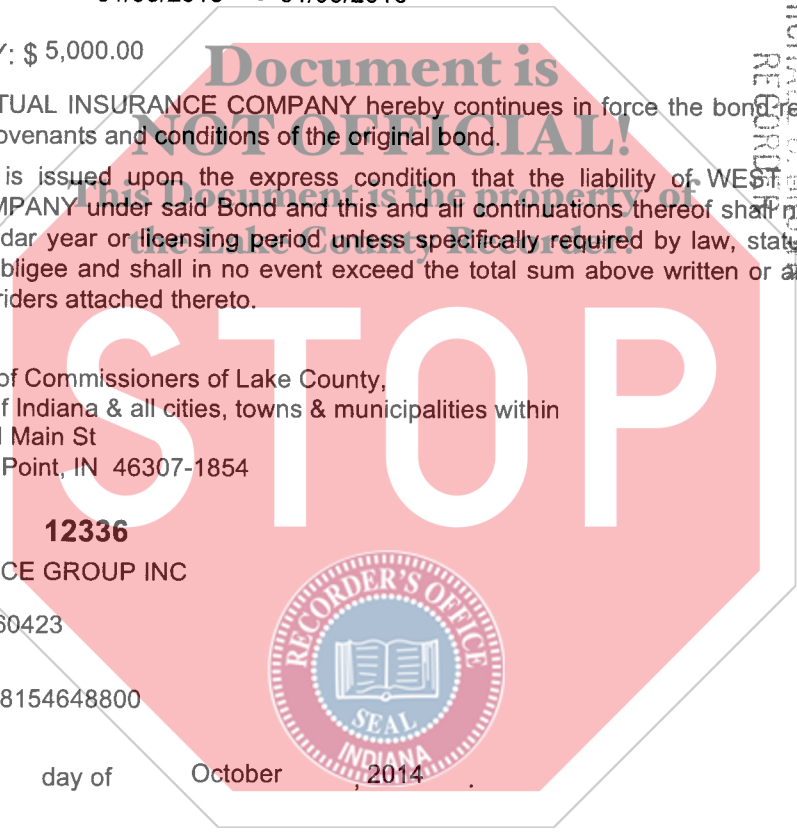 Y: $ 5,000.00
Document is
TUAL INSURANCE COMPANY hereby continues in force the bond re
ovenants and conditions of the original bond.
NOT OFFICIAL!
is issued upon the express condition that the liability of WEST
This Document is the property of
MPANY under said Bond and this and all continuations thereof shall n
dar year or licensing period unless specifically required by law, statu
the Lake County Recorder!
bligee and shall in no event exceed the total sum above written or a
riders attached thereto.
STOP
of Commissioners of Lake County,
f Indiana & all cities, towns & municipalities within
Main St
Point, IN 46307-1854
12336
CE GROUP INC
60423
8154648800
RECORDER'S OFFICE
SEAL
INDIANA
day of October , 2014 .
RECORDER